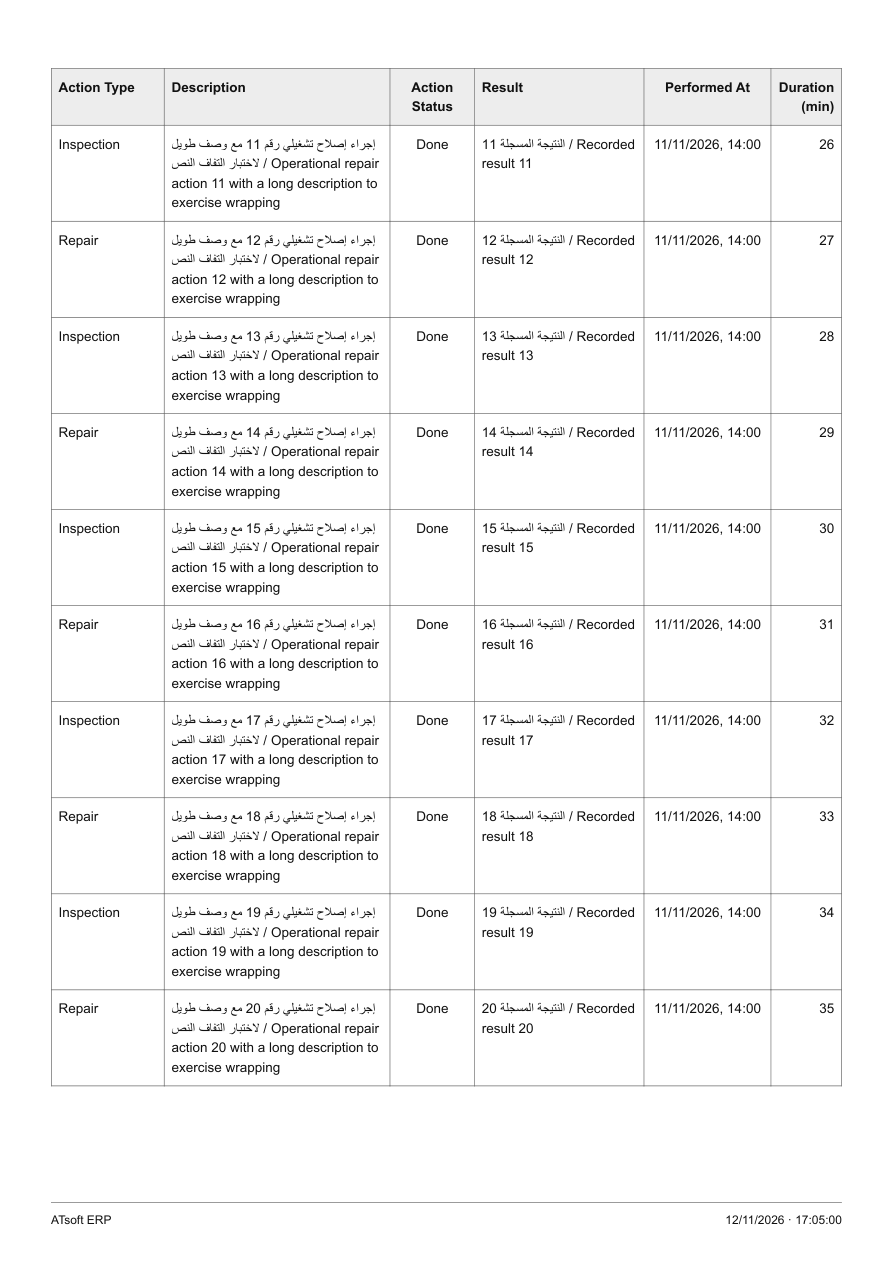 Action Type Description Action Status Result Performed At Duration (min)
Inspection
إجراء إصلاح تشغيلي رقم 11 مع وصف طويل
لاختبار التفاف النص / Operational repair
action 11 with a long description to
exercise wrapping
Done
النتيجة المسجلة 11 / Recorded
result 11
11/11/2026, 14:00
26
Repair
إجراء إصلاح تشغيلي رقم 12 مع وصف طويل
لاختبار التفاف النص / Operational repair
action 12 with a long description to
exercise wrapping
Done
النتيجة المسجلة 12 / Recorded
result 12
11/11/2026, 14:00
27
Inspection
إجراء إصلاح تشغيلي رقم 13 مع وصف طويل
لاختبار التفاف النص / Operational repair
action 13 with a long description to
exercise wrapping
Done
النتيجة المسجلة 13 / Recorded
result 13
11/11/2026, 14:00
28
Repair
إجراء إصلاح تشغيلي رقم 14 مع وصف طويل
لاختبار التفاف النص / Operational repair
action 14 with a long description to
exercise wrapping
Done
النتيجة المسجلة 14 / Recorded
result 14
11/11/2026, 14:00
29
Inspection
إجراء إصلاح تشغيلي رقم 15 مع وصف طويل
لاختبار التفاف النص / Operational repair
action 15 with a long description to
exercise wrapping
Done
النتيجة المسجلة 15 / Recorded
result 15
11/11/2026, 14:00
30
Repair
إجراء إصلاح تشغيلي رقم 16 مع وصف طويل
لاختبار التفاف النص / Operational repair
action 16 with a long description to
exercise wrapping
Done
النتيجة المسجلة 16 / Recorded
result 16
11/11/2026, 14:00
31
Inspection
إجراء إصلاح تشغيلي رقم 17 مع وصف طويل
لاختبار التفاف النص / Operational repair
action 17 with a long description to
exercise wrapping
Done
النتيجة المسجلة 17 / Recorded
result 17
11/11/2026, 14:00
32
Repair
إجراء إصلاح تشغيلي رقم 18 مع وصف طويل
لاختبار التفاف النص / Operational repair
action 18 with a long description to
exercise wrapping
Done
النتيجة المسجلة 18 / Recorded
result 18
11/11/2026, 14:00
33
Inspection
إجراء إصلاح تشغيلي رقم 19 مع وصف طويل
لاختبار التفاف النص / Operational repair
action 19 with a long description to
exercise wrapping
Done
النتيجة المسجلة 19 / Recorded
result 19
11/11/2026, 14:00
34
Repair
إجراء إصلاح تشغيلي رقم 20 مع وصف طويل
لاختبار التفاف النص / Operational repair
action 20 with a long description to
exercise wrapping
Done
النتيجة المسجلة 20 / Recorded
result 20
11/11/2026, 14:00
35
ATsoft ERP
12/11/2026 · 17:05:00